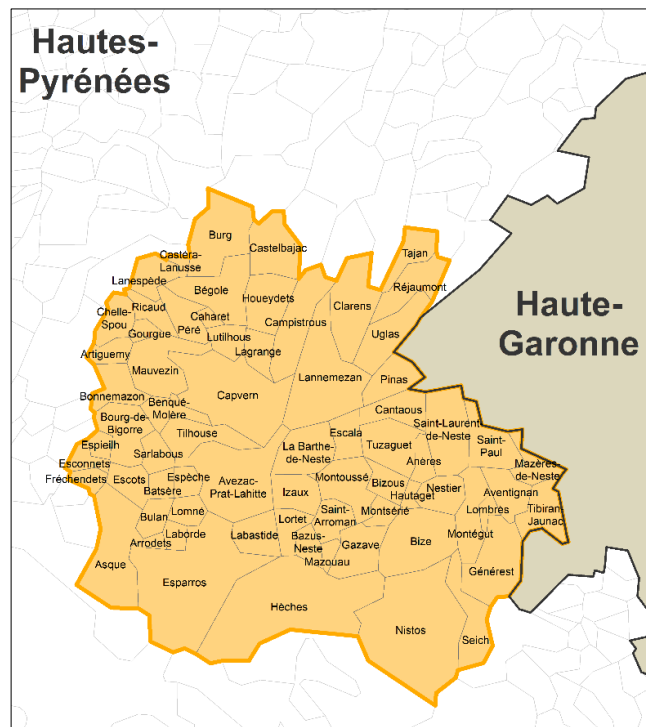 Hautes-
Pyrénées
Haute-
Garonne
Burg
Castelbajac
Castéra-
Lanusse
Tajan
Lanespède
Bégole
Réjaumont
Houeydets
Clarens
Chelle-
Spou
Ricaud
Caharet
Campistrous
Gourgue
Péré
Lutilhous
Uglas
Artiguemy
Lagrange
Mauvezin
Lannemezan
Pinas
Bonnemazon
Benqué-
Molère
Capvern
Cantaous
Bourg-de-
Bigorre
Saint-Laurent-
de-Neste
Tilhouse
Escala
Saint-
Paul
Espieilh
La Barthe-
de-Neste
Tuzaguet
Sarlabous
Anères
Mazères-
de-Neste
Esconnets
Fréchendets
Escots
Espèche
Avezac-
Prat-Lahitte
Montoussé
Bizous
Nestier
Aventignan
Batsère
Izaux
Hautaget
Lombrès
Tibiran-
Jaunac
Bulan
Lomné
Lortet
Saint-
Arroman
Montsérié
Arrodets
Laborde
Labastide
Bazus-
Neste
Gazave
Bize
Montégut
Mazouau
Asque
Esparros
Générest
Hèches
Nistos
Seich